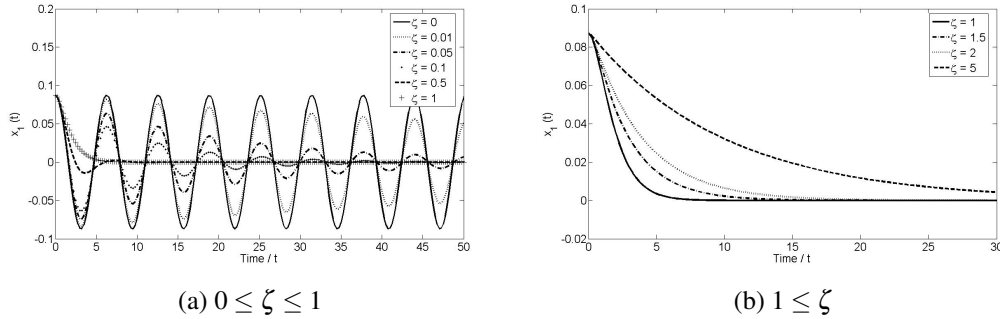 0.2
0.15
0.1
0.05
0
-0.05
-0.1
x₁ (t)
0 5 10 15 20 25 30 35 40 45 50
Time / t
ζ = 0
ζ = 0.01
ζ = 0.05
ζ = 0.1
ζ = 0.5
ζ = 1
(a) 0 ≤ ζ ≤ 1
0.1
0.08
0.06
0.04
0.02
0
-0.02
x₁ (t)
0 5 10 15 20 25 30
Time / t
ζ = 1
ζ = 1.5
ζ = 2
ζ = 5
(b) 1 ≤ ζ